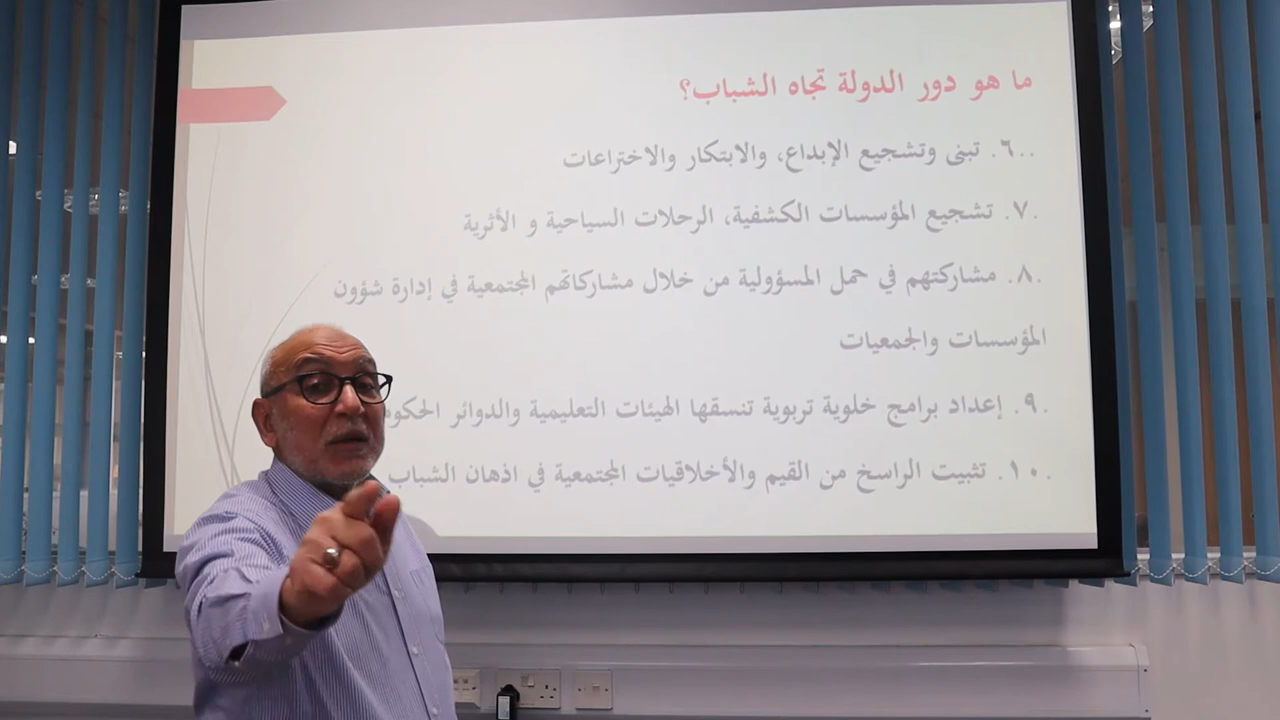 ما هو دور الدولة تجاه الشباب؟
..٦. تبنى وتشجيع الإبداع، والابتكار والاختراعات
.٧. تشجيع المؤسسات الكشفية، الرحلات السياحية و الأثرية
.٨. مشاركتهم في حمل المسؤولية من خلال مشاركاتهم المجتمعية في إدارة شؤون
المؤسسات والجمعيات
.٩. إعداد برامج خلوية تربوية تنسقها الهيئات التعليمية والدوائر
.١٠. تثبيت الراسخ من القيم والأخلاقيات المجتمعية في اذهان الشباب